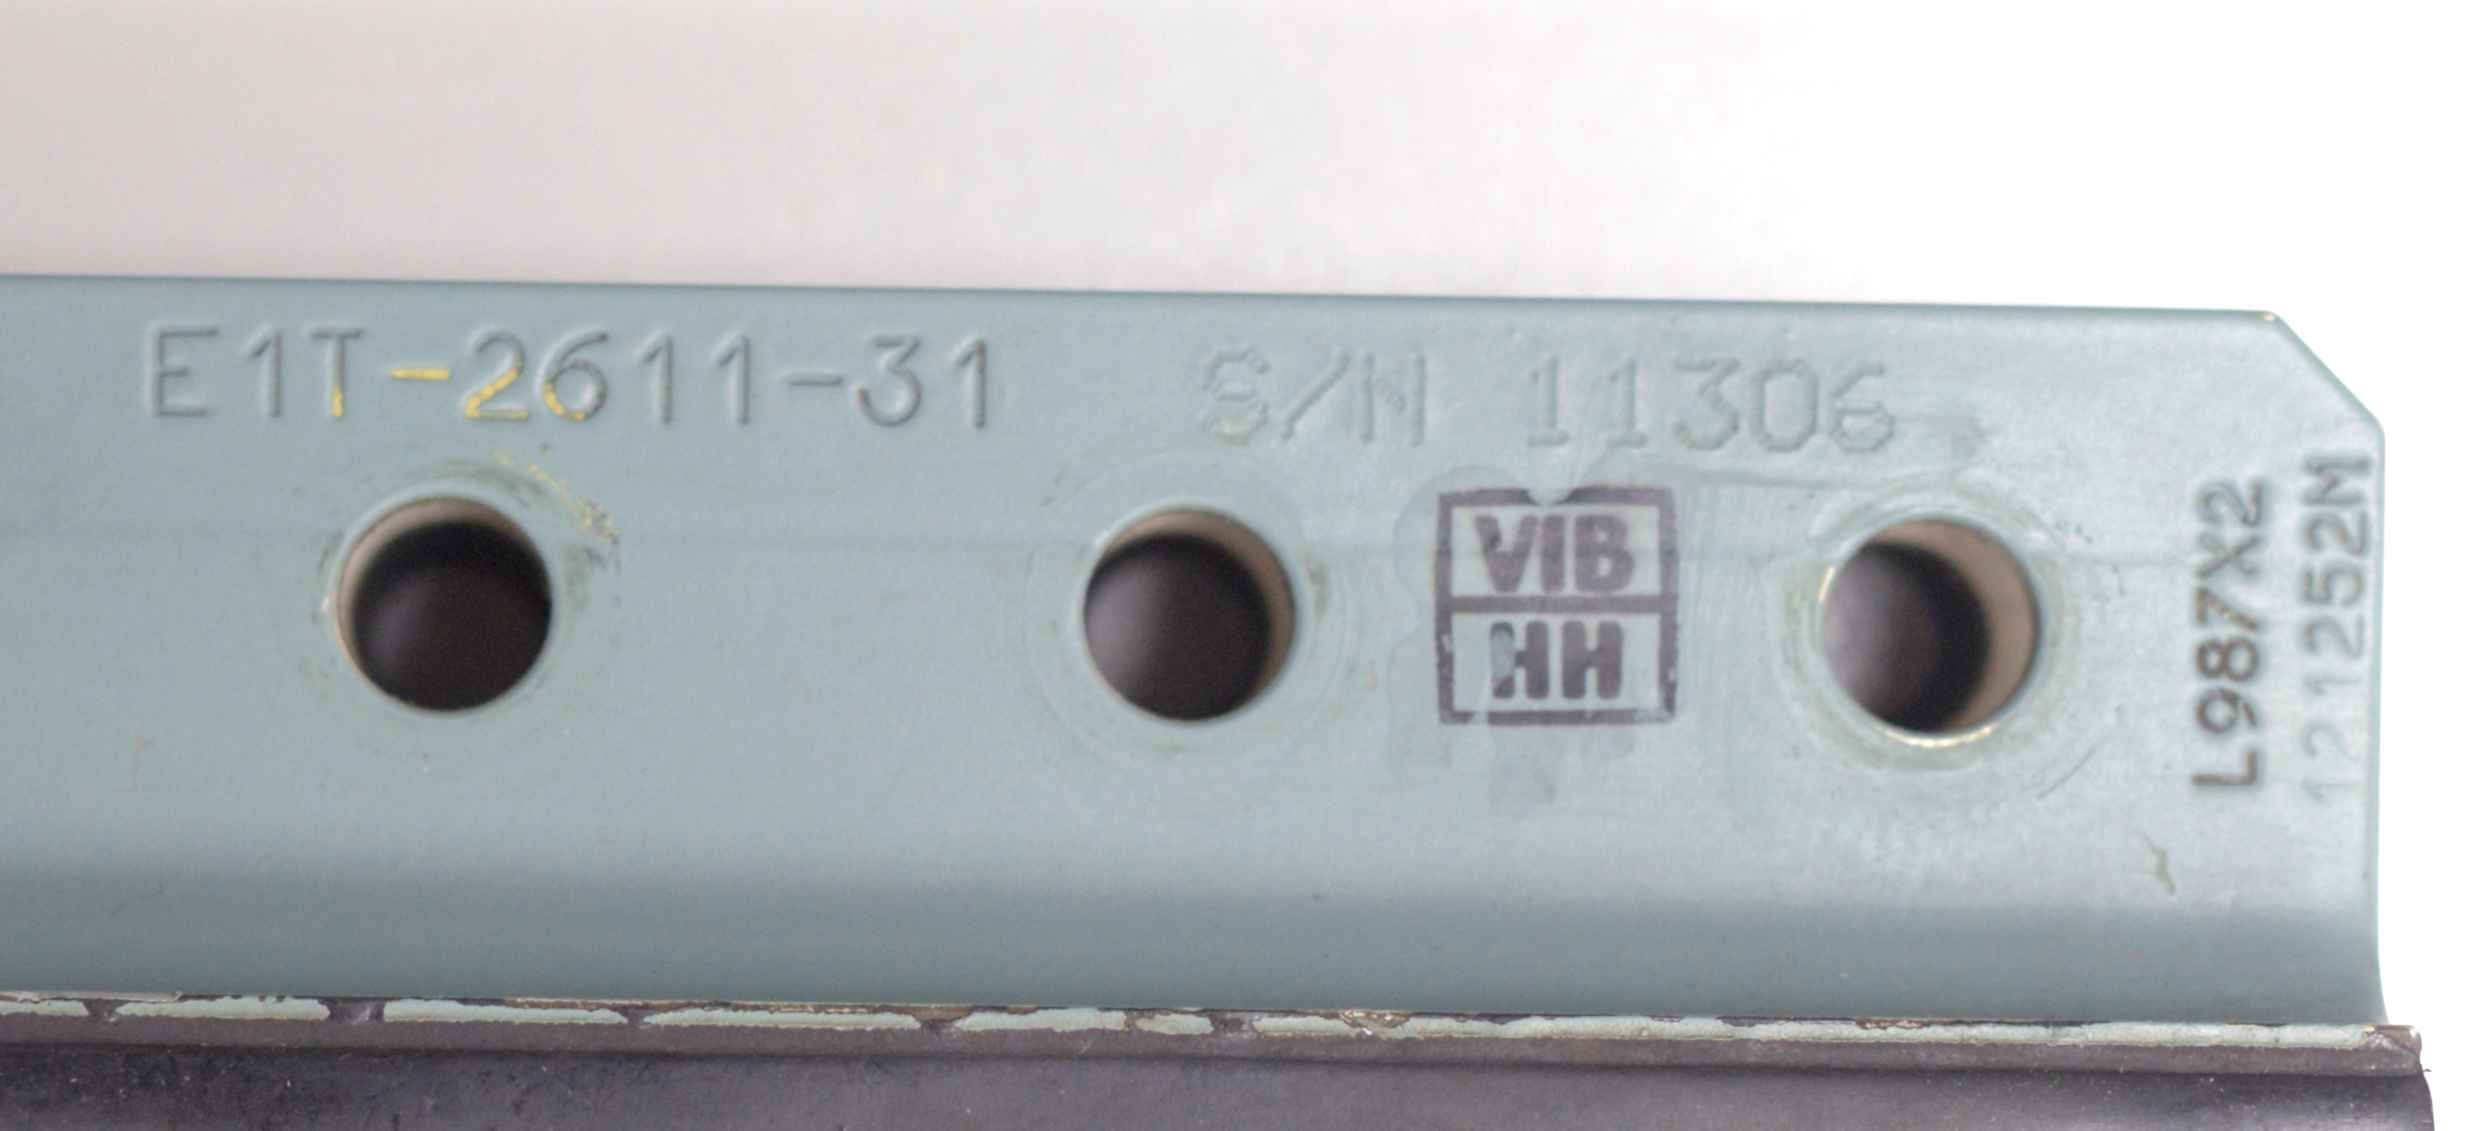 E1T-2611-31 S/N 11306
VIB
HH
L987X2
121252M